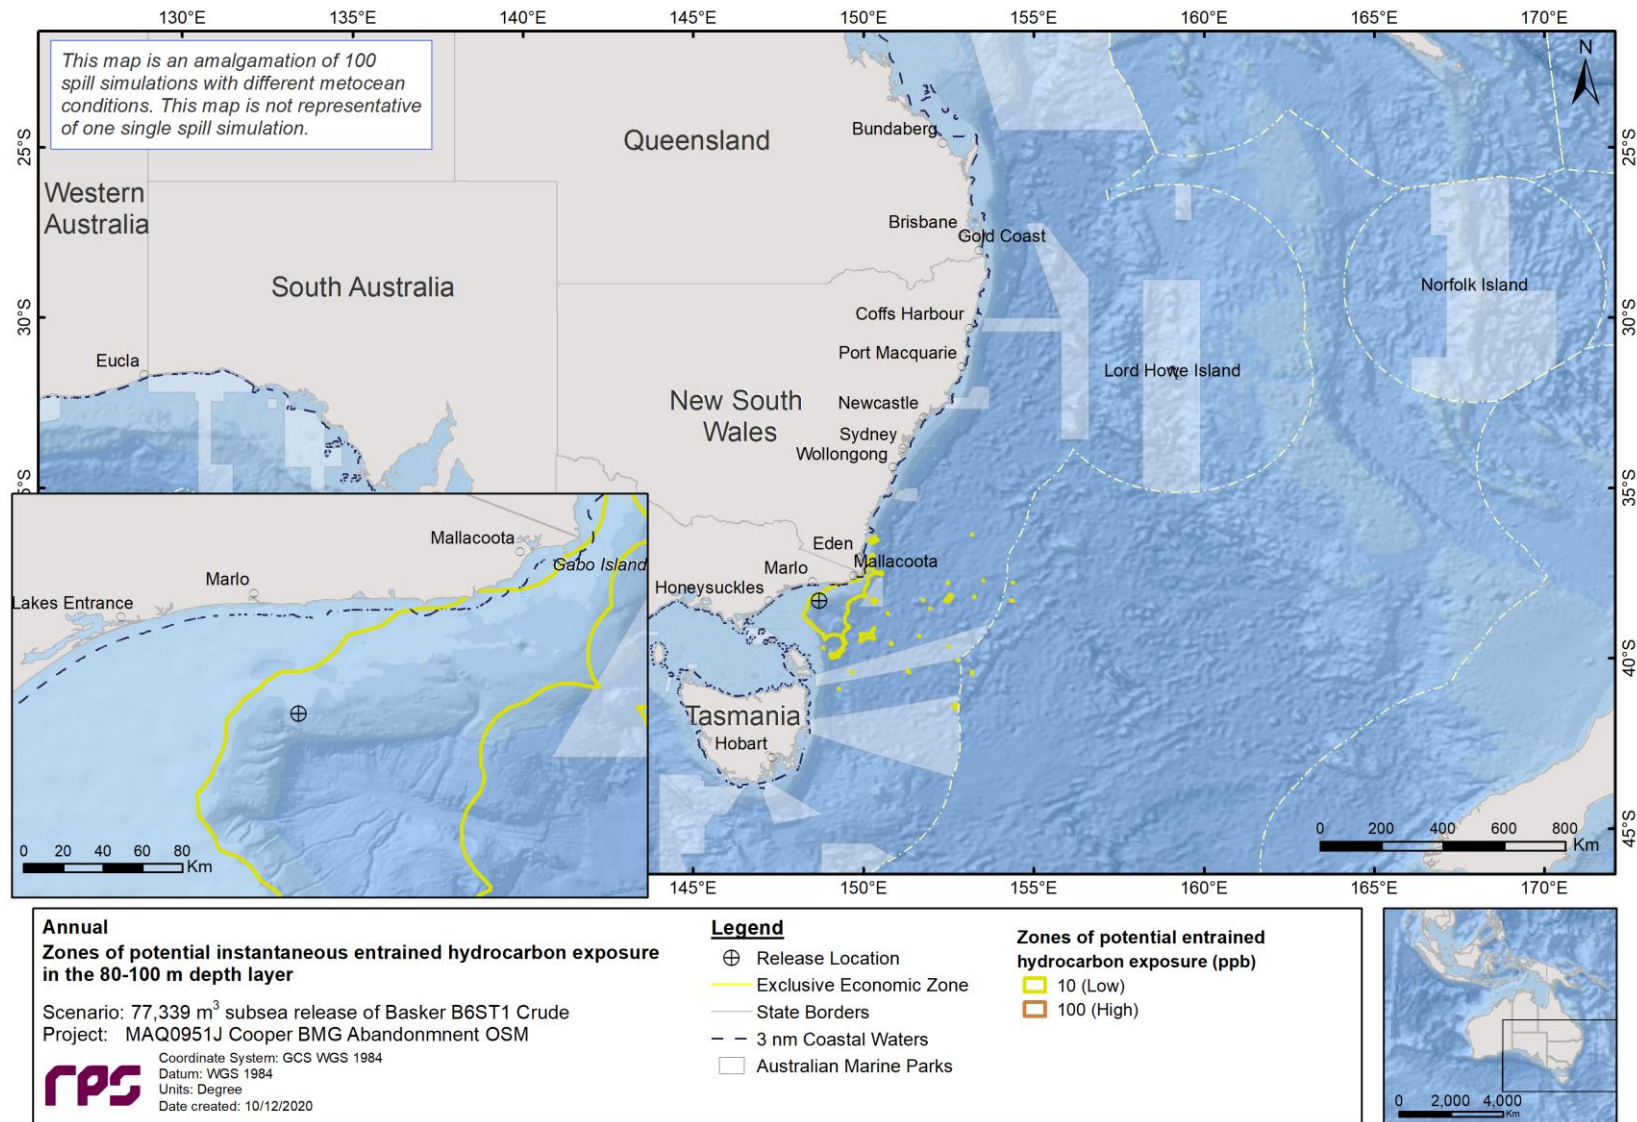 130°E
135°E
140°E
145°E
150°E
155°E
160°E
165°E
170°E
This map is an amalgamation of 100
spill simulations with different metocean
conditions. This map is not representative
of one single spill simulation.
N
25°S
25°S
Bundaberg
Queensland
Western
Australia
Brisbane
Gold Coast
South Australia
Norfolk Island
30°S
30°S
Coffs Harbour
Port Macquarie
Eucla
Lord Howe Island
New South
Wales
Newcastle
Sydney
Wollongong
35°S
35°S
Eden
Mallacoota
Marlo
Honeysuckles
Mallacoota
Gabo Island
Marlo
Lakes Entrance
40°S
Tasmania
Hobart
0 20 40 60 80
Km
0 200 400 600 800
Km
45°S
145°E
150°E
155°E
160°E
165°E
170°E
Annual
Zones of potential instantaneous entrained hydrocarbon exposure
in the 80-100 m depth layer
Scenario: 77,339 m³ subsea release of Basker B6ST1 Crude
Project: MAQ0951J Cooper BMG Abandonmnent OSM
rps
Coordinate System: GCS WGS 1984
Datum: WGS 1984
Units: Degree
Date created: 10/12/2020
Legend
Release Location
Exclusive Economic Zone
State Borders
3 nm Coastal Waters
Australian Marine Parks
Zones of potential entrained
hydrocarbon exposure (ppb)
10 (Low)
100 (High)
0 2,000 4,000
Km